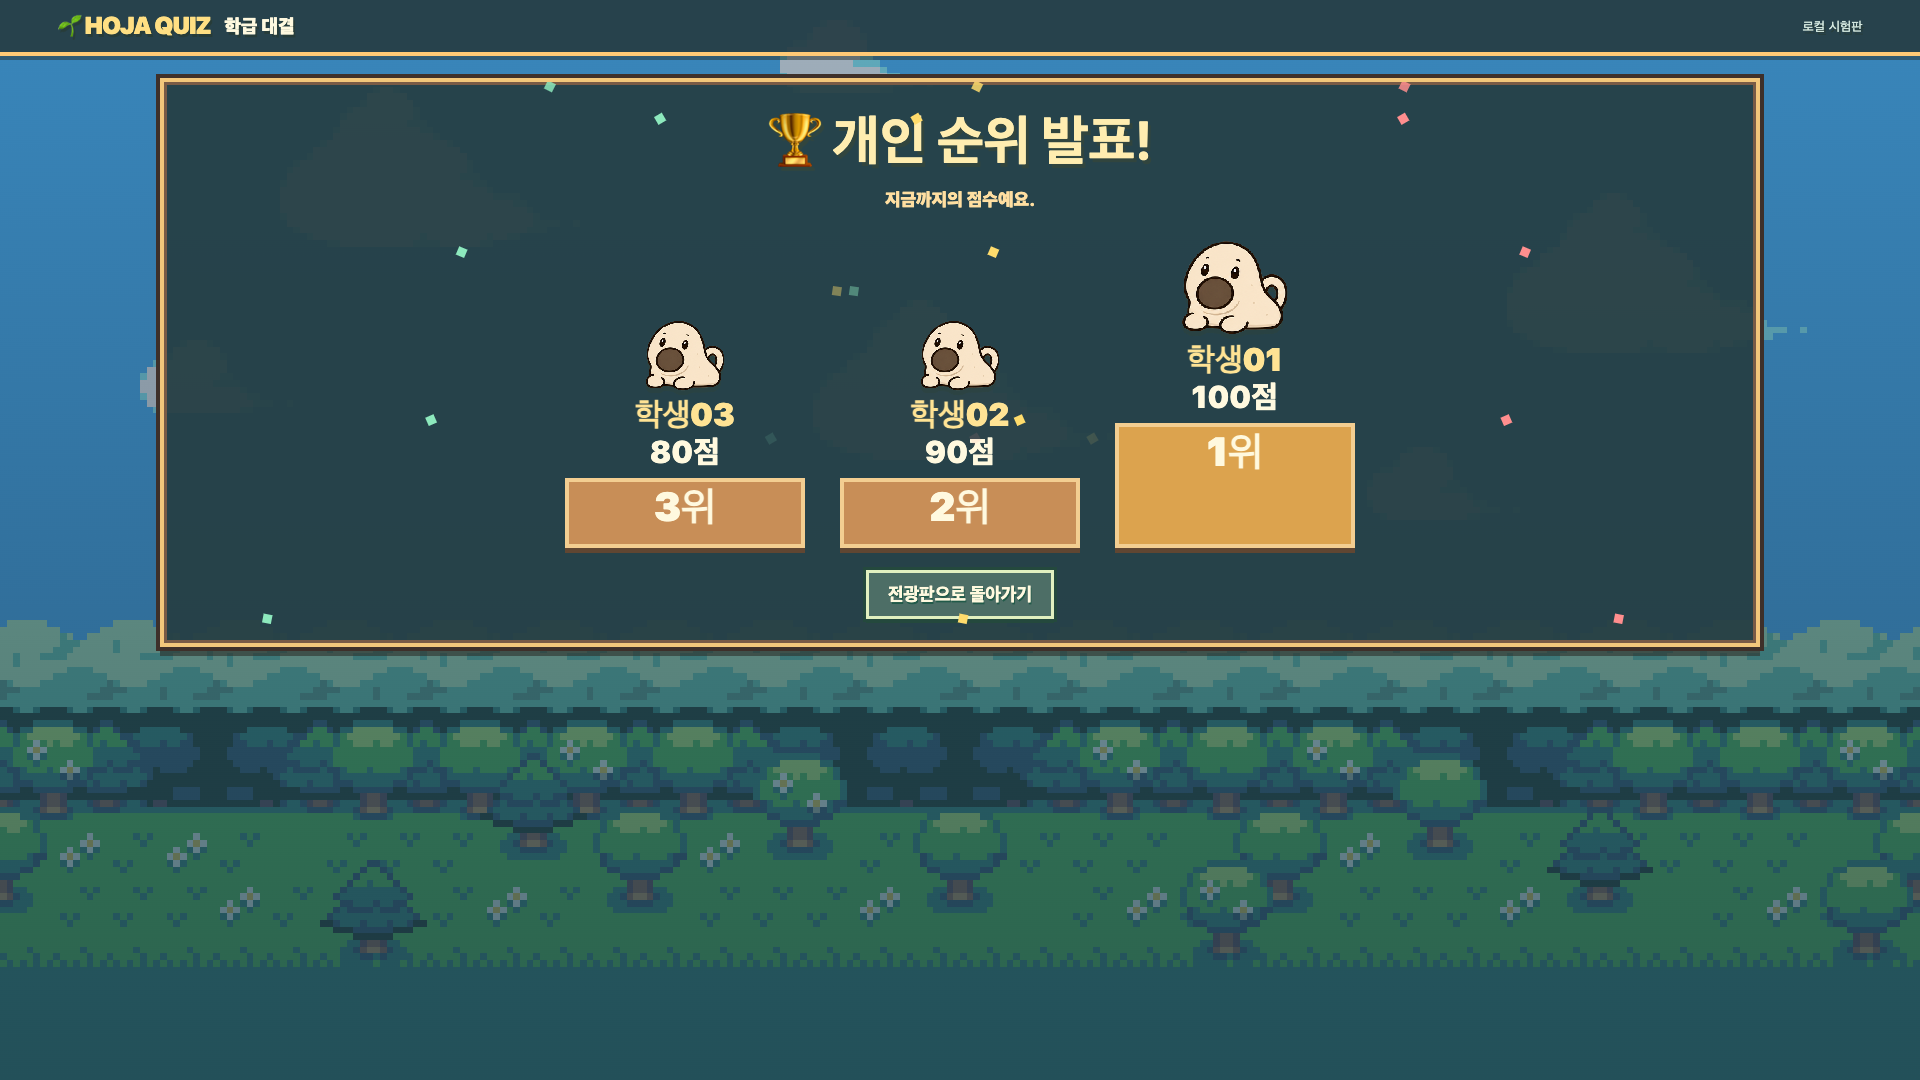 HOJA QUIZ 학급 대결
로컬 시험판
개인 순위 발표!
지금까지의 점수예요.
학생03
80점
3위
학생02
90점
2위
학생01
100점
1위
전광판으로 돌아가기